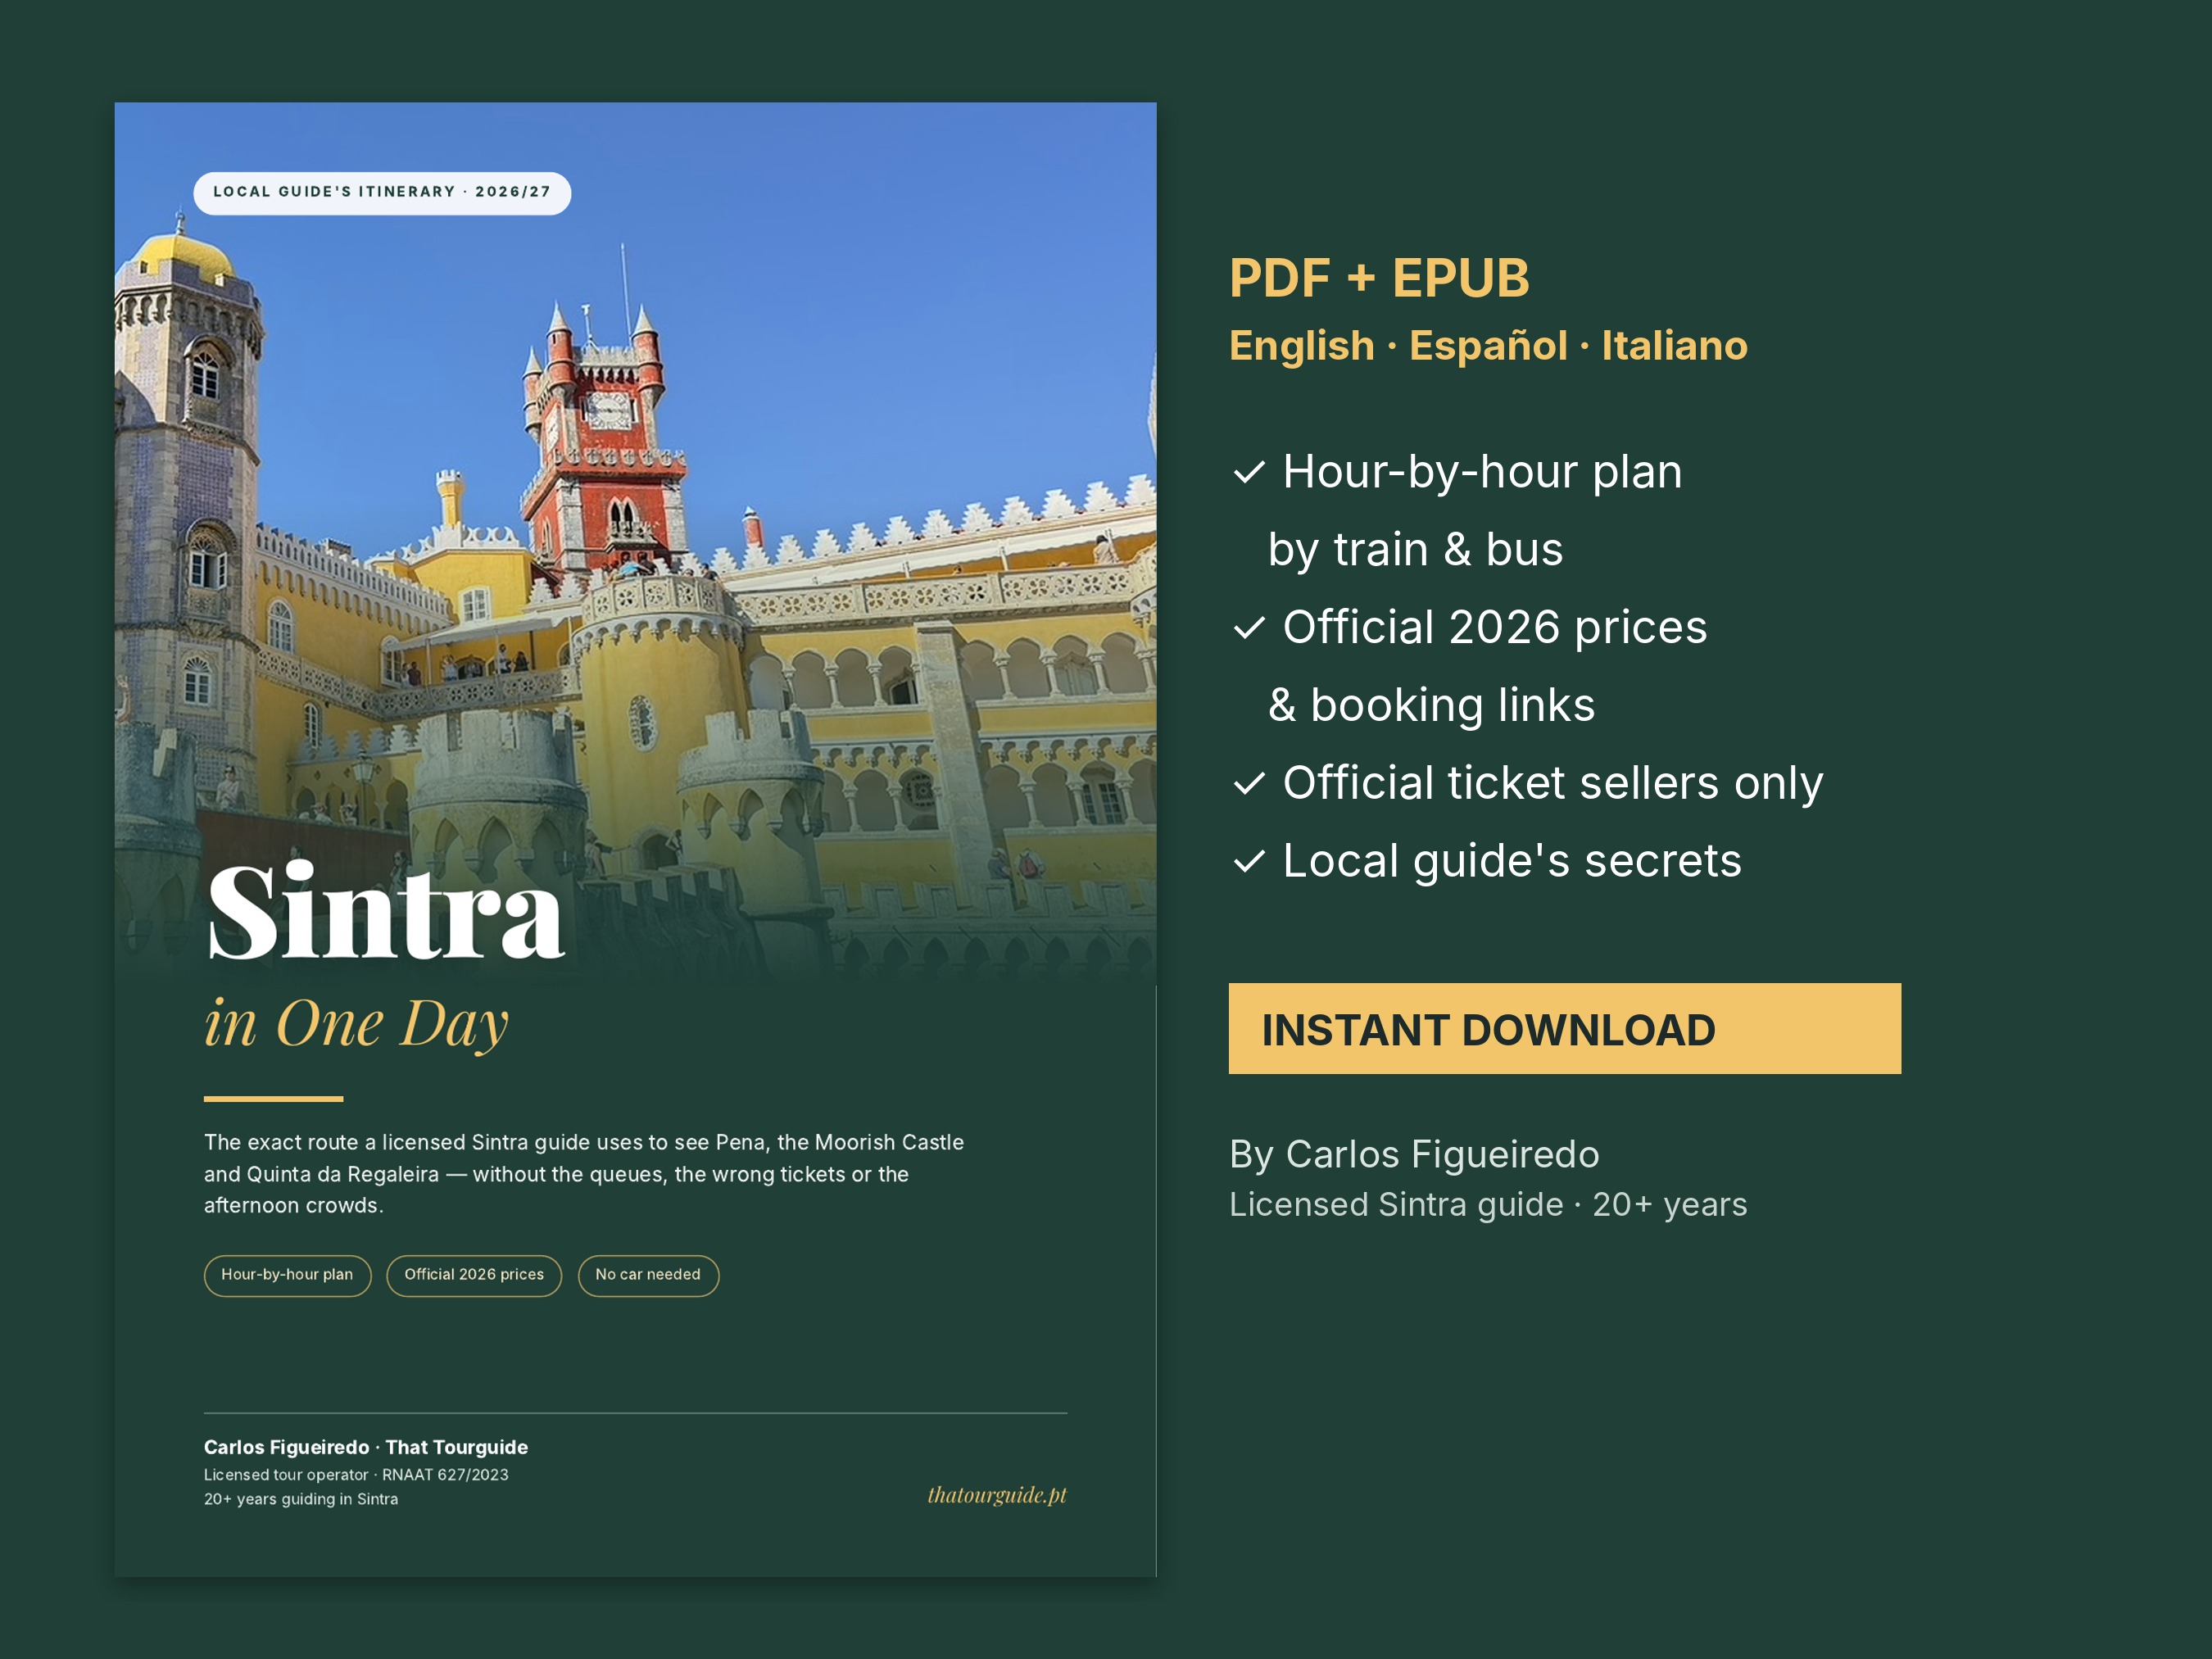 LOCAL GUIDE'S ITINERARY · 2026/27
Sintra
in One Day
The exact route a licensed Sintra guide uses to see Pena, the Moorish Castle
and Quinta da Regaleira — without the queues, the wrong tickets or the
afternoon crowds.
Hour-by-hour plan
Official 2026 prices
No car needed
Carlos Figueiredo · That Tourguide
Licensed tour operator · RNAAT 627/2023
20+ years guiding in Sintra
thatourguide.pt
PDF + EPUB
English · Español · Italiano
✓ Hour-by-hour plan
by train & bus
✓ Official 2026 prices
& booking links
✓ Official ticket sellers only
✓ Local guide's secrets
INSTANT DOWNLOAD
By Carlos Figueiredo
Licensed Sintra guide · 20+ years